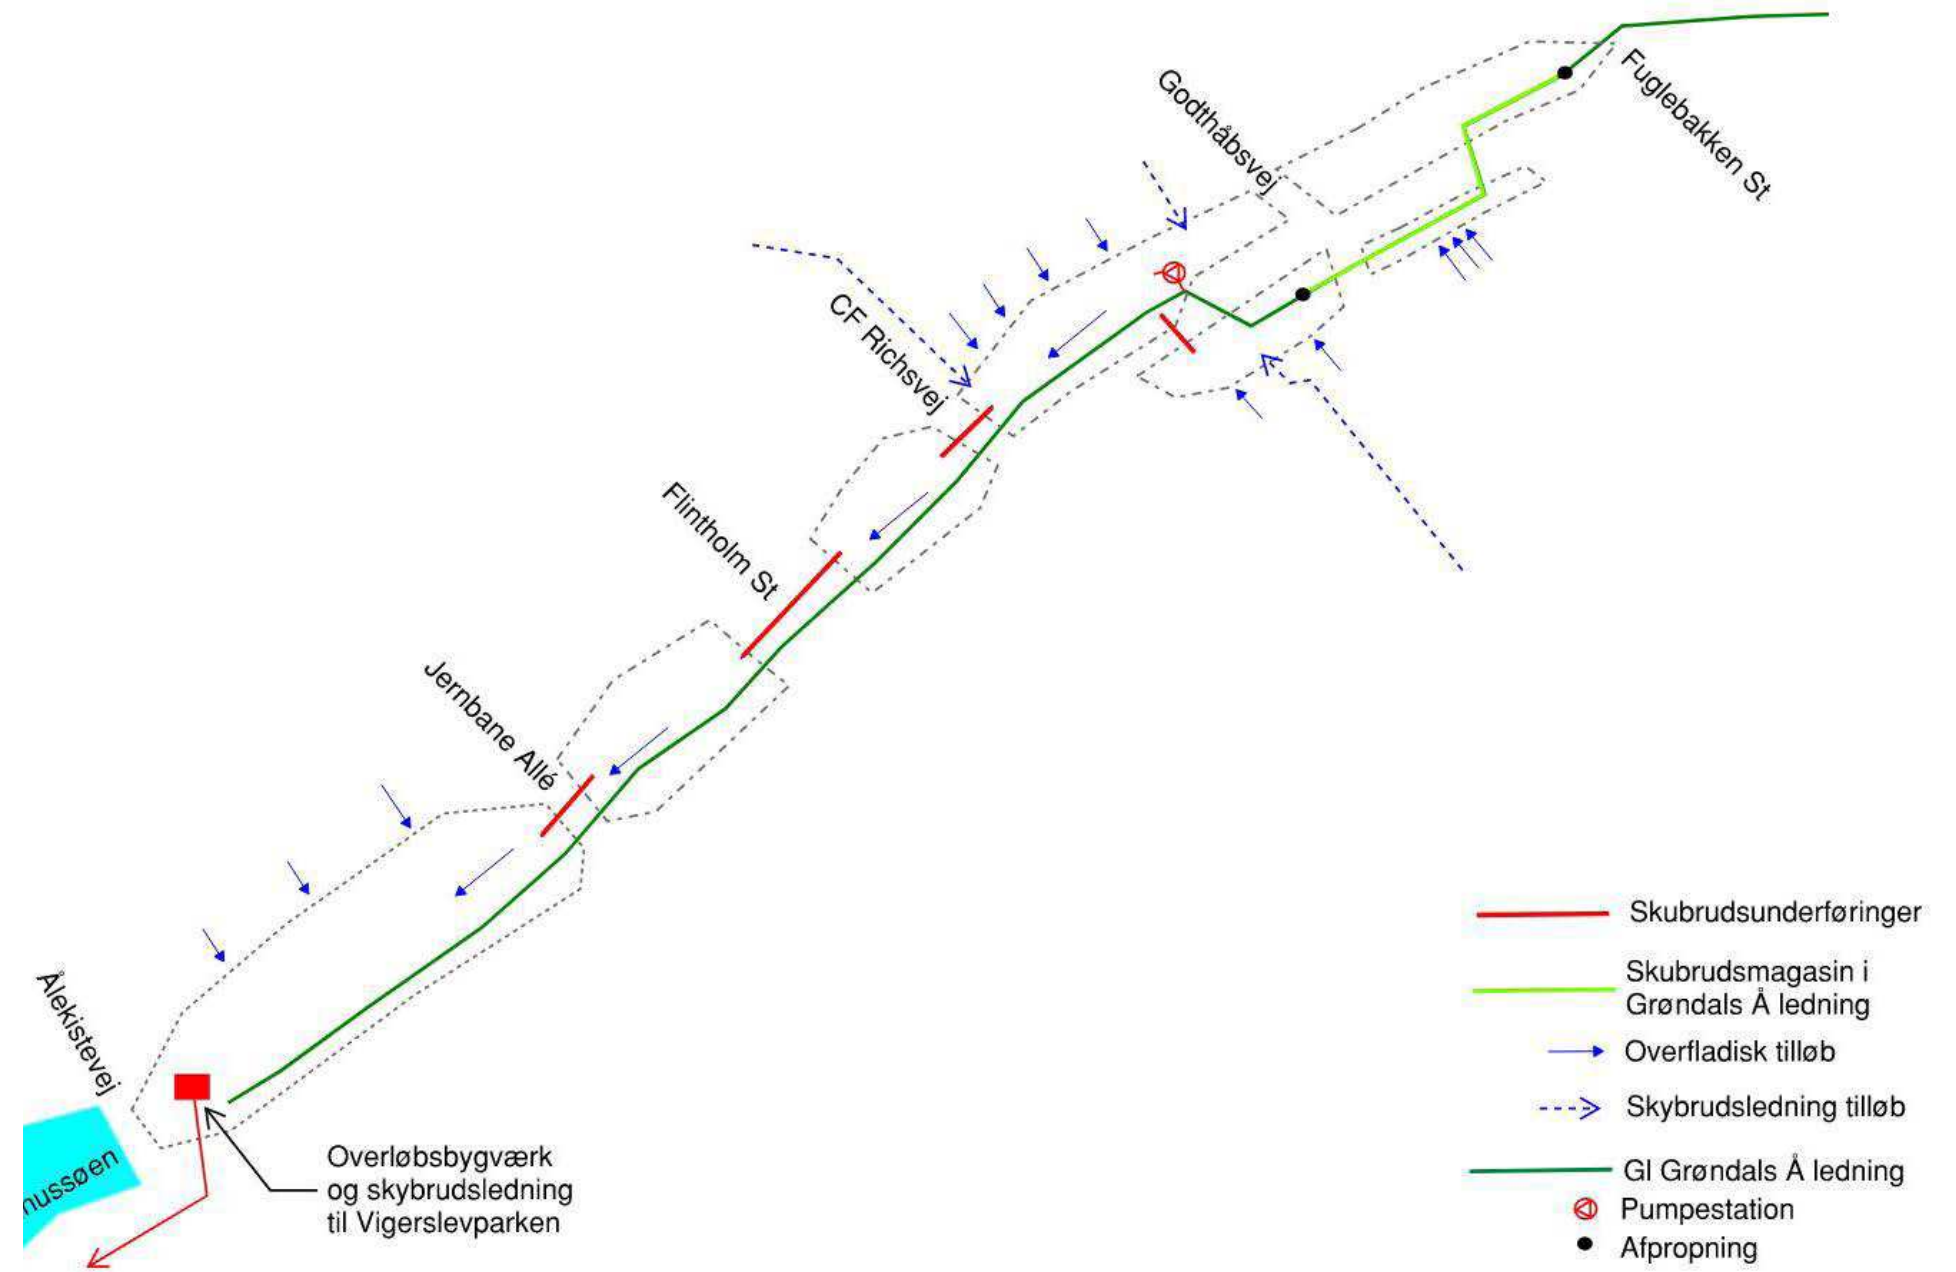 Fuglebakken St
Godthåbsvej
CF Richsvej
Flintholm St
Jernbane Allé
Ålekistevej
nussøen
Overløbsbygværk
og skybrudsledning
til Vigerslevparken
Skubrudsunderføringer
Skubrudsmagasin i
Grøndals Å ledning
Overfladisk tilløb
Skybrudsledning tilløb
Gl Grøndals Å ledning
Pumpestation
Afpropning